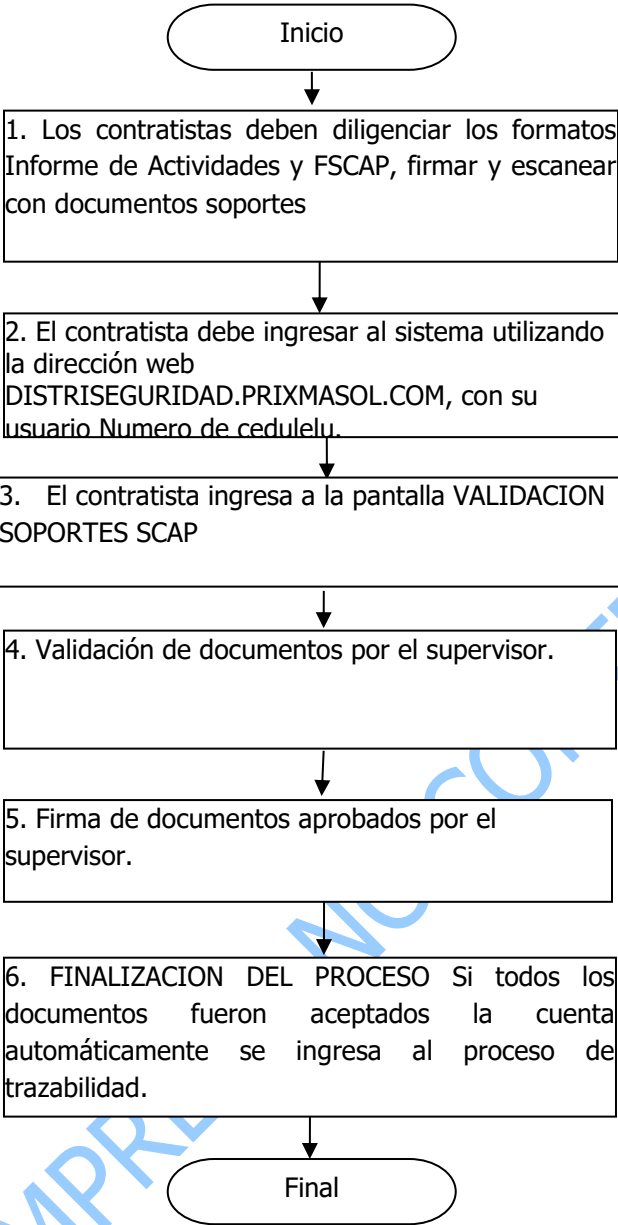 Inicio
1. Los contratistas deben diligenciar los formatos
Informe de Actividades y FSCAP, firmar y escanear
con documentos soportes
2. El contratista debe ingresar al sistema utilizando
la dirección web
DISTRISEGURIDAD.PRIXMASOL.COM, con su
usuario Numero de cedulelu.
3. El contratista ingresa a la pantalla VALIDACION
SOPORTES SCAP
4. Validación de documentos por el supervisor.
5. Firma de documentos aprobados por el
supervisor.
6. FINALIZACION DEL PROCESO Si todos los
documentos fueron aceptados la cuenta
automáticamente se ingresa al proceso de
trazabilidad.
Final